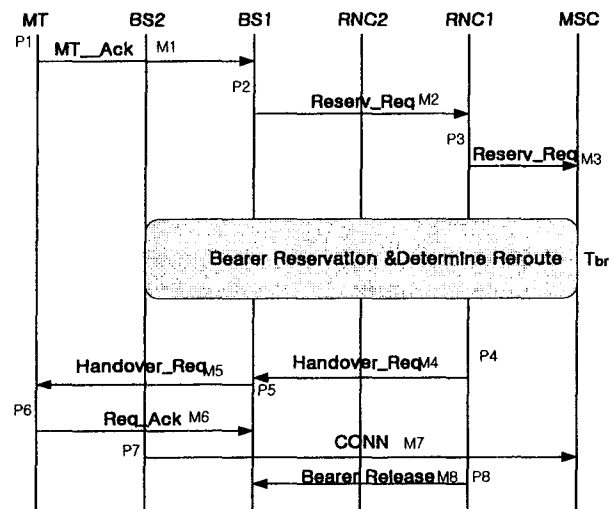 MT BS2 BS1 RNC2 RNC1 MSC
P1
MT__Ack M1
P2
Reserv_Req M2
P3
Reserv_Req M3
Bearer Reservation &Determine Reroute Tbr
P4
Handover_Req M5
Handover_Req M4
P5
P6
Req_Ack M6
P7
CONN M7
Bearer Release M8 P8